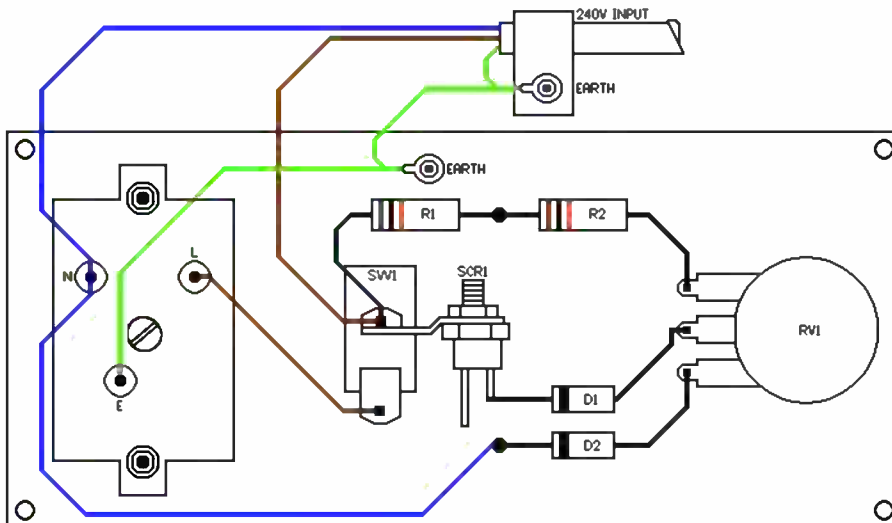 240V INPUT
EARTH
EARTH
R1
R2
N
L
SW1
SCR1
RV1
E
D1
D2